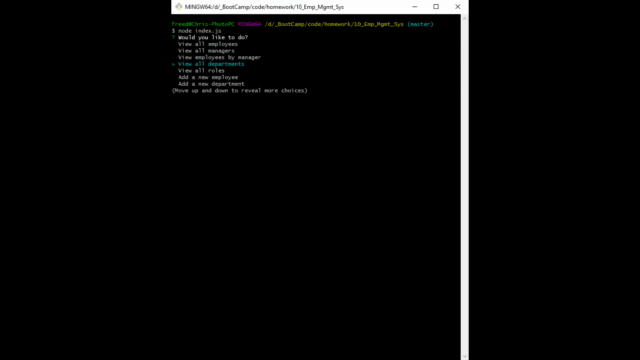 MINGW64:/d/_BootCamp/code/homework/10_Emp_Mgmt_Sys
freed@Chris-PhotoPC MINGW64 /d/_BootCamp/code/homework/10_Emp_Mgmt_Sys (master)
$ node index.js
? Would you like to do?
View all employees
View all managers
View employees by manager
> View all departments
View all roles
Add a new employee
Add a new department
(Move up and down to reveal more choices)